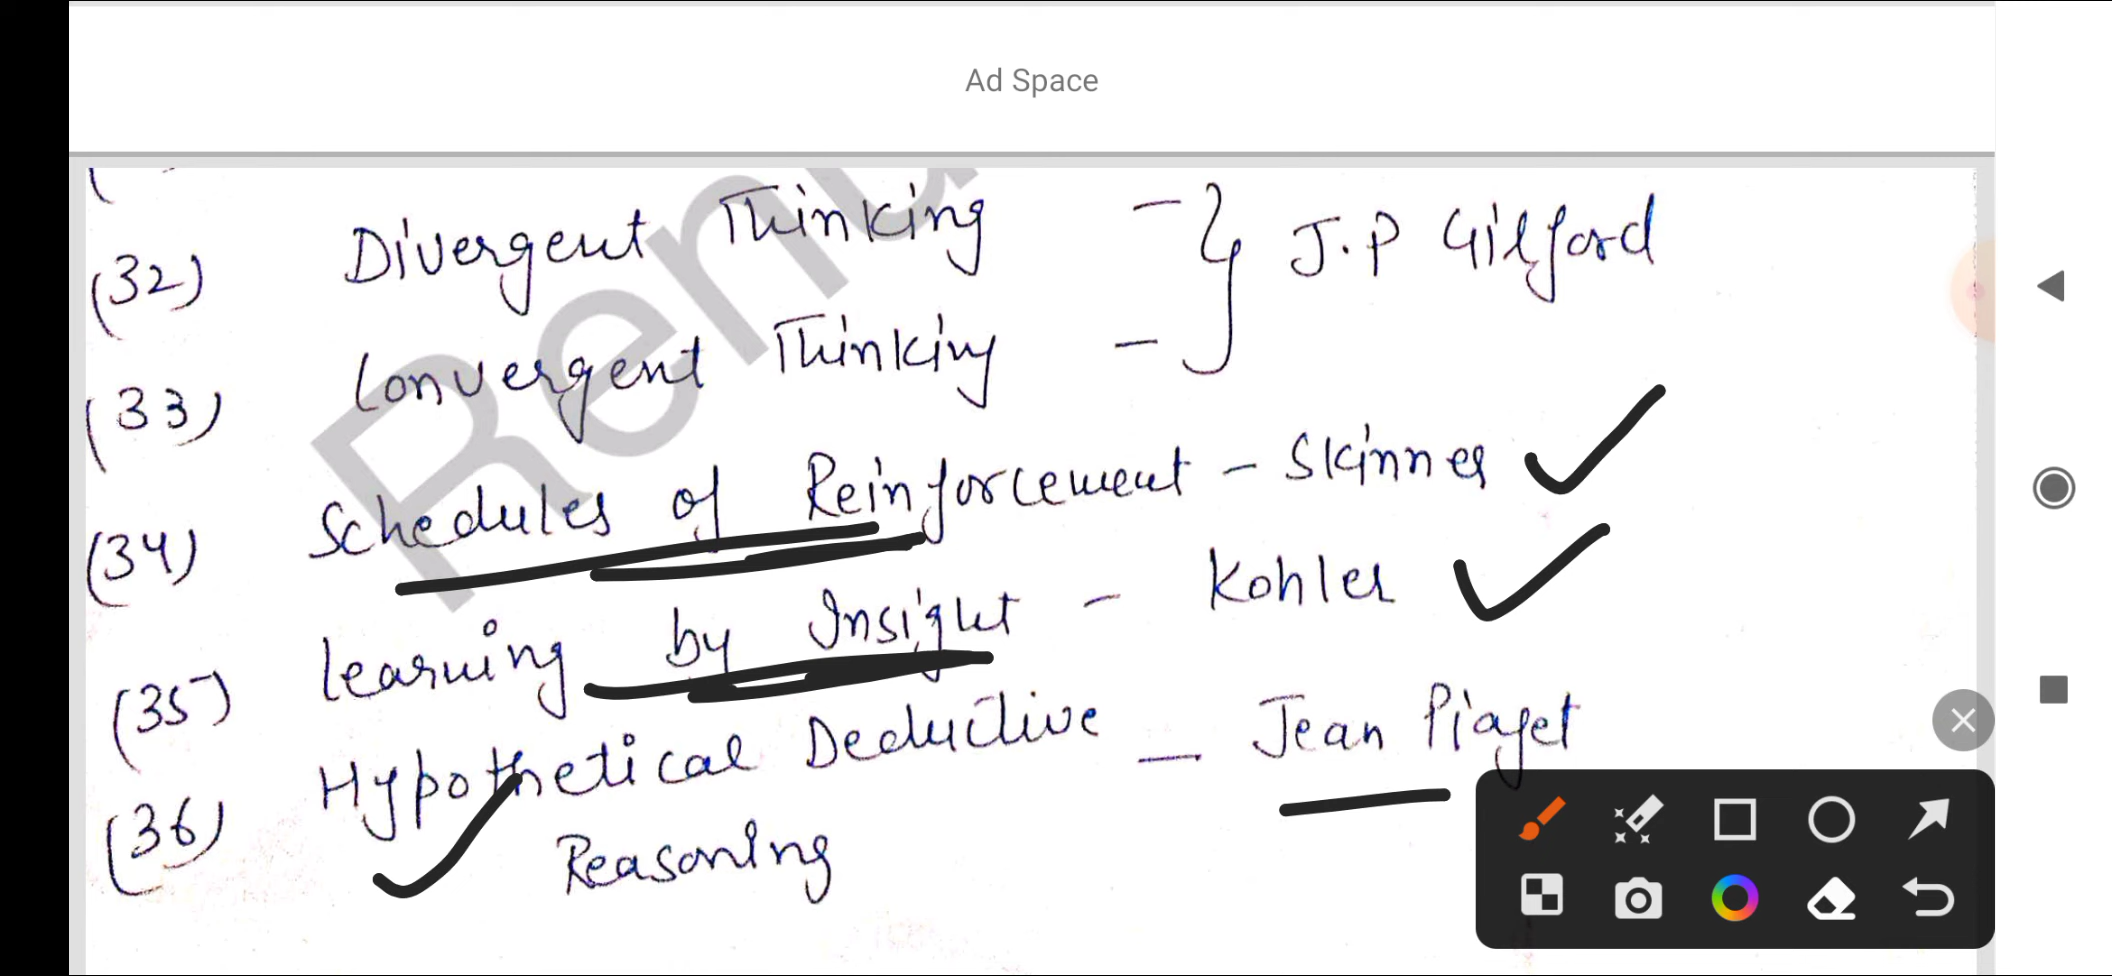 Ad Space
(32) Divergent Thinking - } J.P Gilford
(33) Convergent Thinking -
(34) Schedules of Reinforcement - Skinner
(35) Learning by Insight - Kohler
(36) Hypothetical Deductive - Jean Piaget
Reasoning